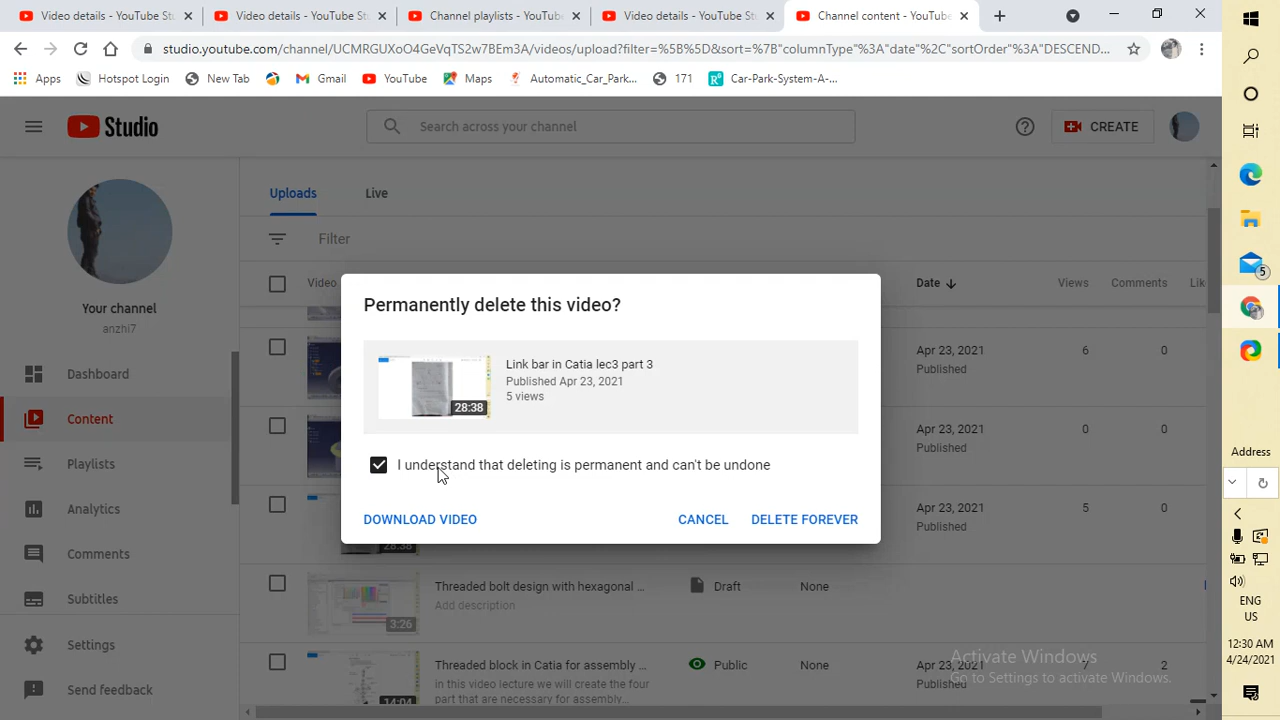 Video details - YouTube Stu
Video details - YouTube Stu
Channel playlists - YouTube
Video details - YouTube Stu
Channel content - YouTube
studio.youtube.com/channel/UCMRGUXoO4GeVqTS2w7BEm3A/videos/upload?filter=%5B%5D&sort=%7B"columnType"%3A"date"%2C"sortOrder"%3A"DESCEND...
Apps
Hotspot Login
New Tab
Gmail
YouTube
Maps
Automatic_Car_Park...
171
Car-Park-System-A-...
Studio
Search across your channel
CREATE
Your channel
anzhi7
Dashboard
Content
Playlists
Analytics
Comments
Subtitles
Settings
Send feedback
Uploads
Live
Filter
Video
Date
Views
Comments
Lik
Apr 23, 2021
Published
6
0
Apr 23, 2021
Published
0
0
Apr 23, 2021
Published
5
0
28:38
Permanently delete this video?
28:38
Link bar in Catia lec3 part 3
Published Apr 23, 2021
5 views
I understand that deleting is permanent and can't be undone
DOWNLOAD VIDEO
CANCEL
DELETE FOREVER
3:26
Threaded bolt design with hexagonal ...
Add description
Draft
None
14:04
Threaded block in Catia for assembly ...
in this video lecture we will create the four
part that are necessary for assembly...
Public
None
Apr 23, 2021
Published
7
2
Activate Windows
Go to Settings to activate Windows.
5
Address
ENG
US
12:30 AM
4/24/2021